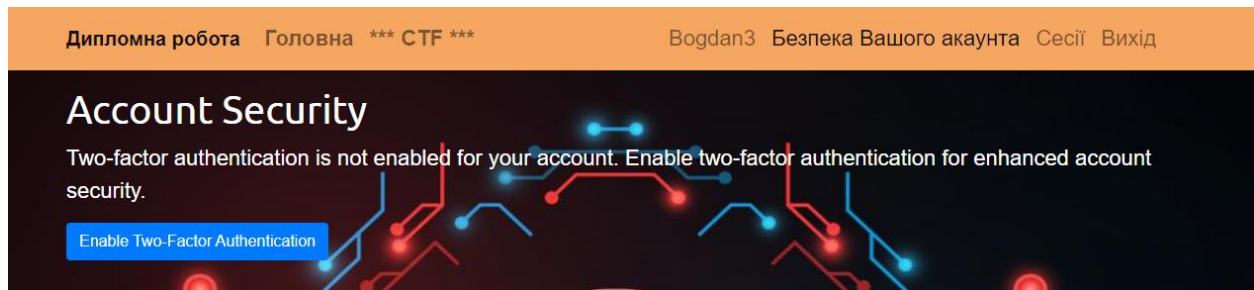 Дипломна робота Головна *** CTF *** Bogdan3 Безпека Вашого акаунта Сесії Вихід
Account Security
Two-factor authentication is not enabled for your account. Enable two-factor authentication for enhanced account
security.
Enable Two-Factor Authentication